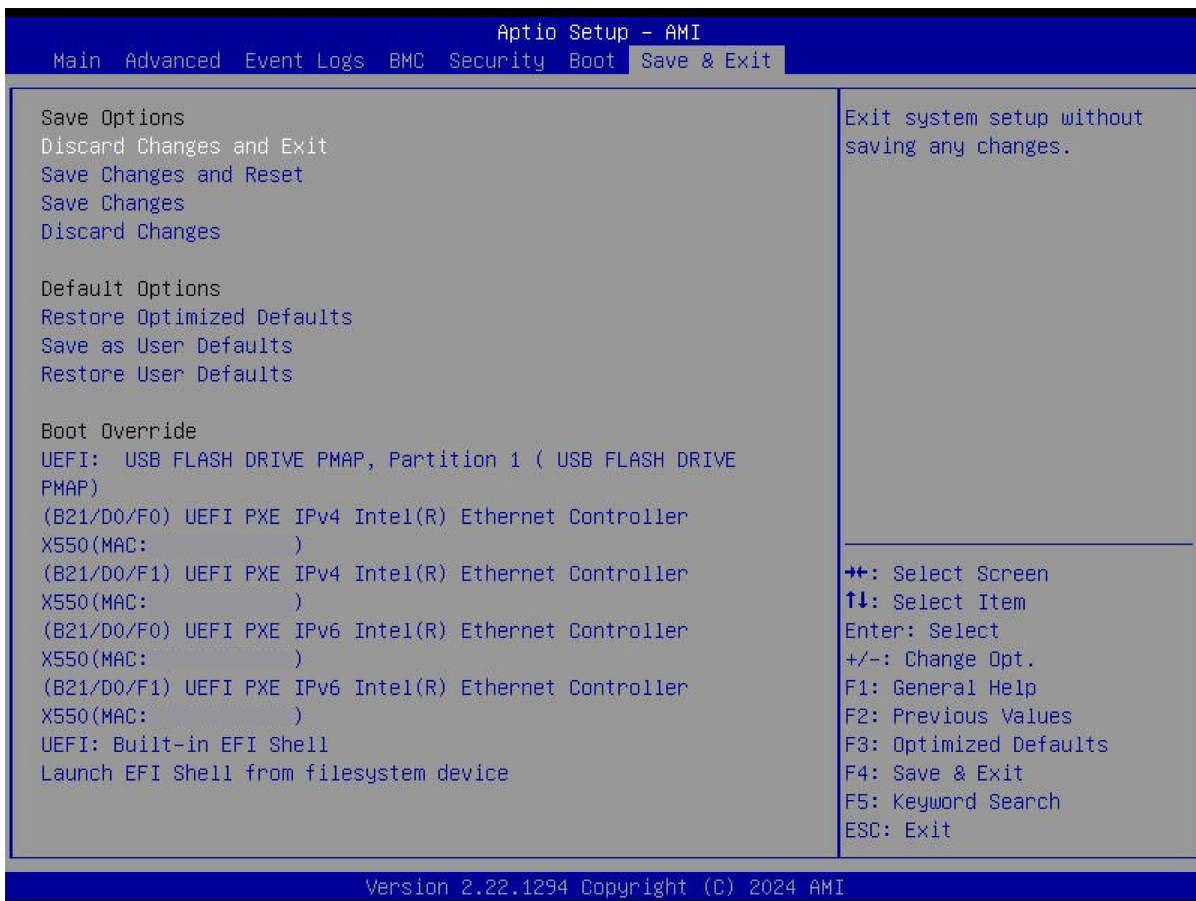 Aptio Setup – AMI
Main Advanced Event Logs BMC Security Boot Save & Exit
Save Options
Discard Changes and Exit
Save Changes and Reset
Save Changes
Discard Changes
Default Options
Restore Optimized Defaults
Save as User Defaults
Restore User Defaults
Boot Override
UEFI: USB FLASH DRIVE PMAP, Partition 1 ( USB FLASH DRIVE
PMAP)
(B21/D0/F0) UEFI PXE IPv4 Intel(R) Ethernet Controller
X550(MAC: )
(B21/D0/F1) UEFI PXE IPv4 Intel(R) Ethernet Controller
X550(MAC: )
(B21/D0/F0) UEFI PXE IPv6 Intel(R) Ethernet Controller
X550(MAC: )
(B21/D0/F1) UEFI PXE IPv6 Intel(R) Ethernet Controller
X550(MAC: )
UEFI: Built-in EFI Shell
Launch EFI Shell from filesystem device
Exit system setup without
saving any changes.
→←: Select Screen
↑↓: Select Item
Enter: Select
+/-: Change Opt.
F1: General Help
F2: Previous Values
F3: Optimized Defaults
F4: Save & Exit
F5: Keyword Search
ESC: Exit
Version 2.22.1294 Copyright (C) 2024 AMI